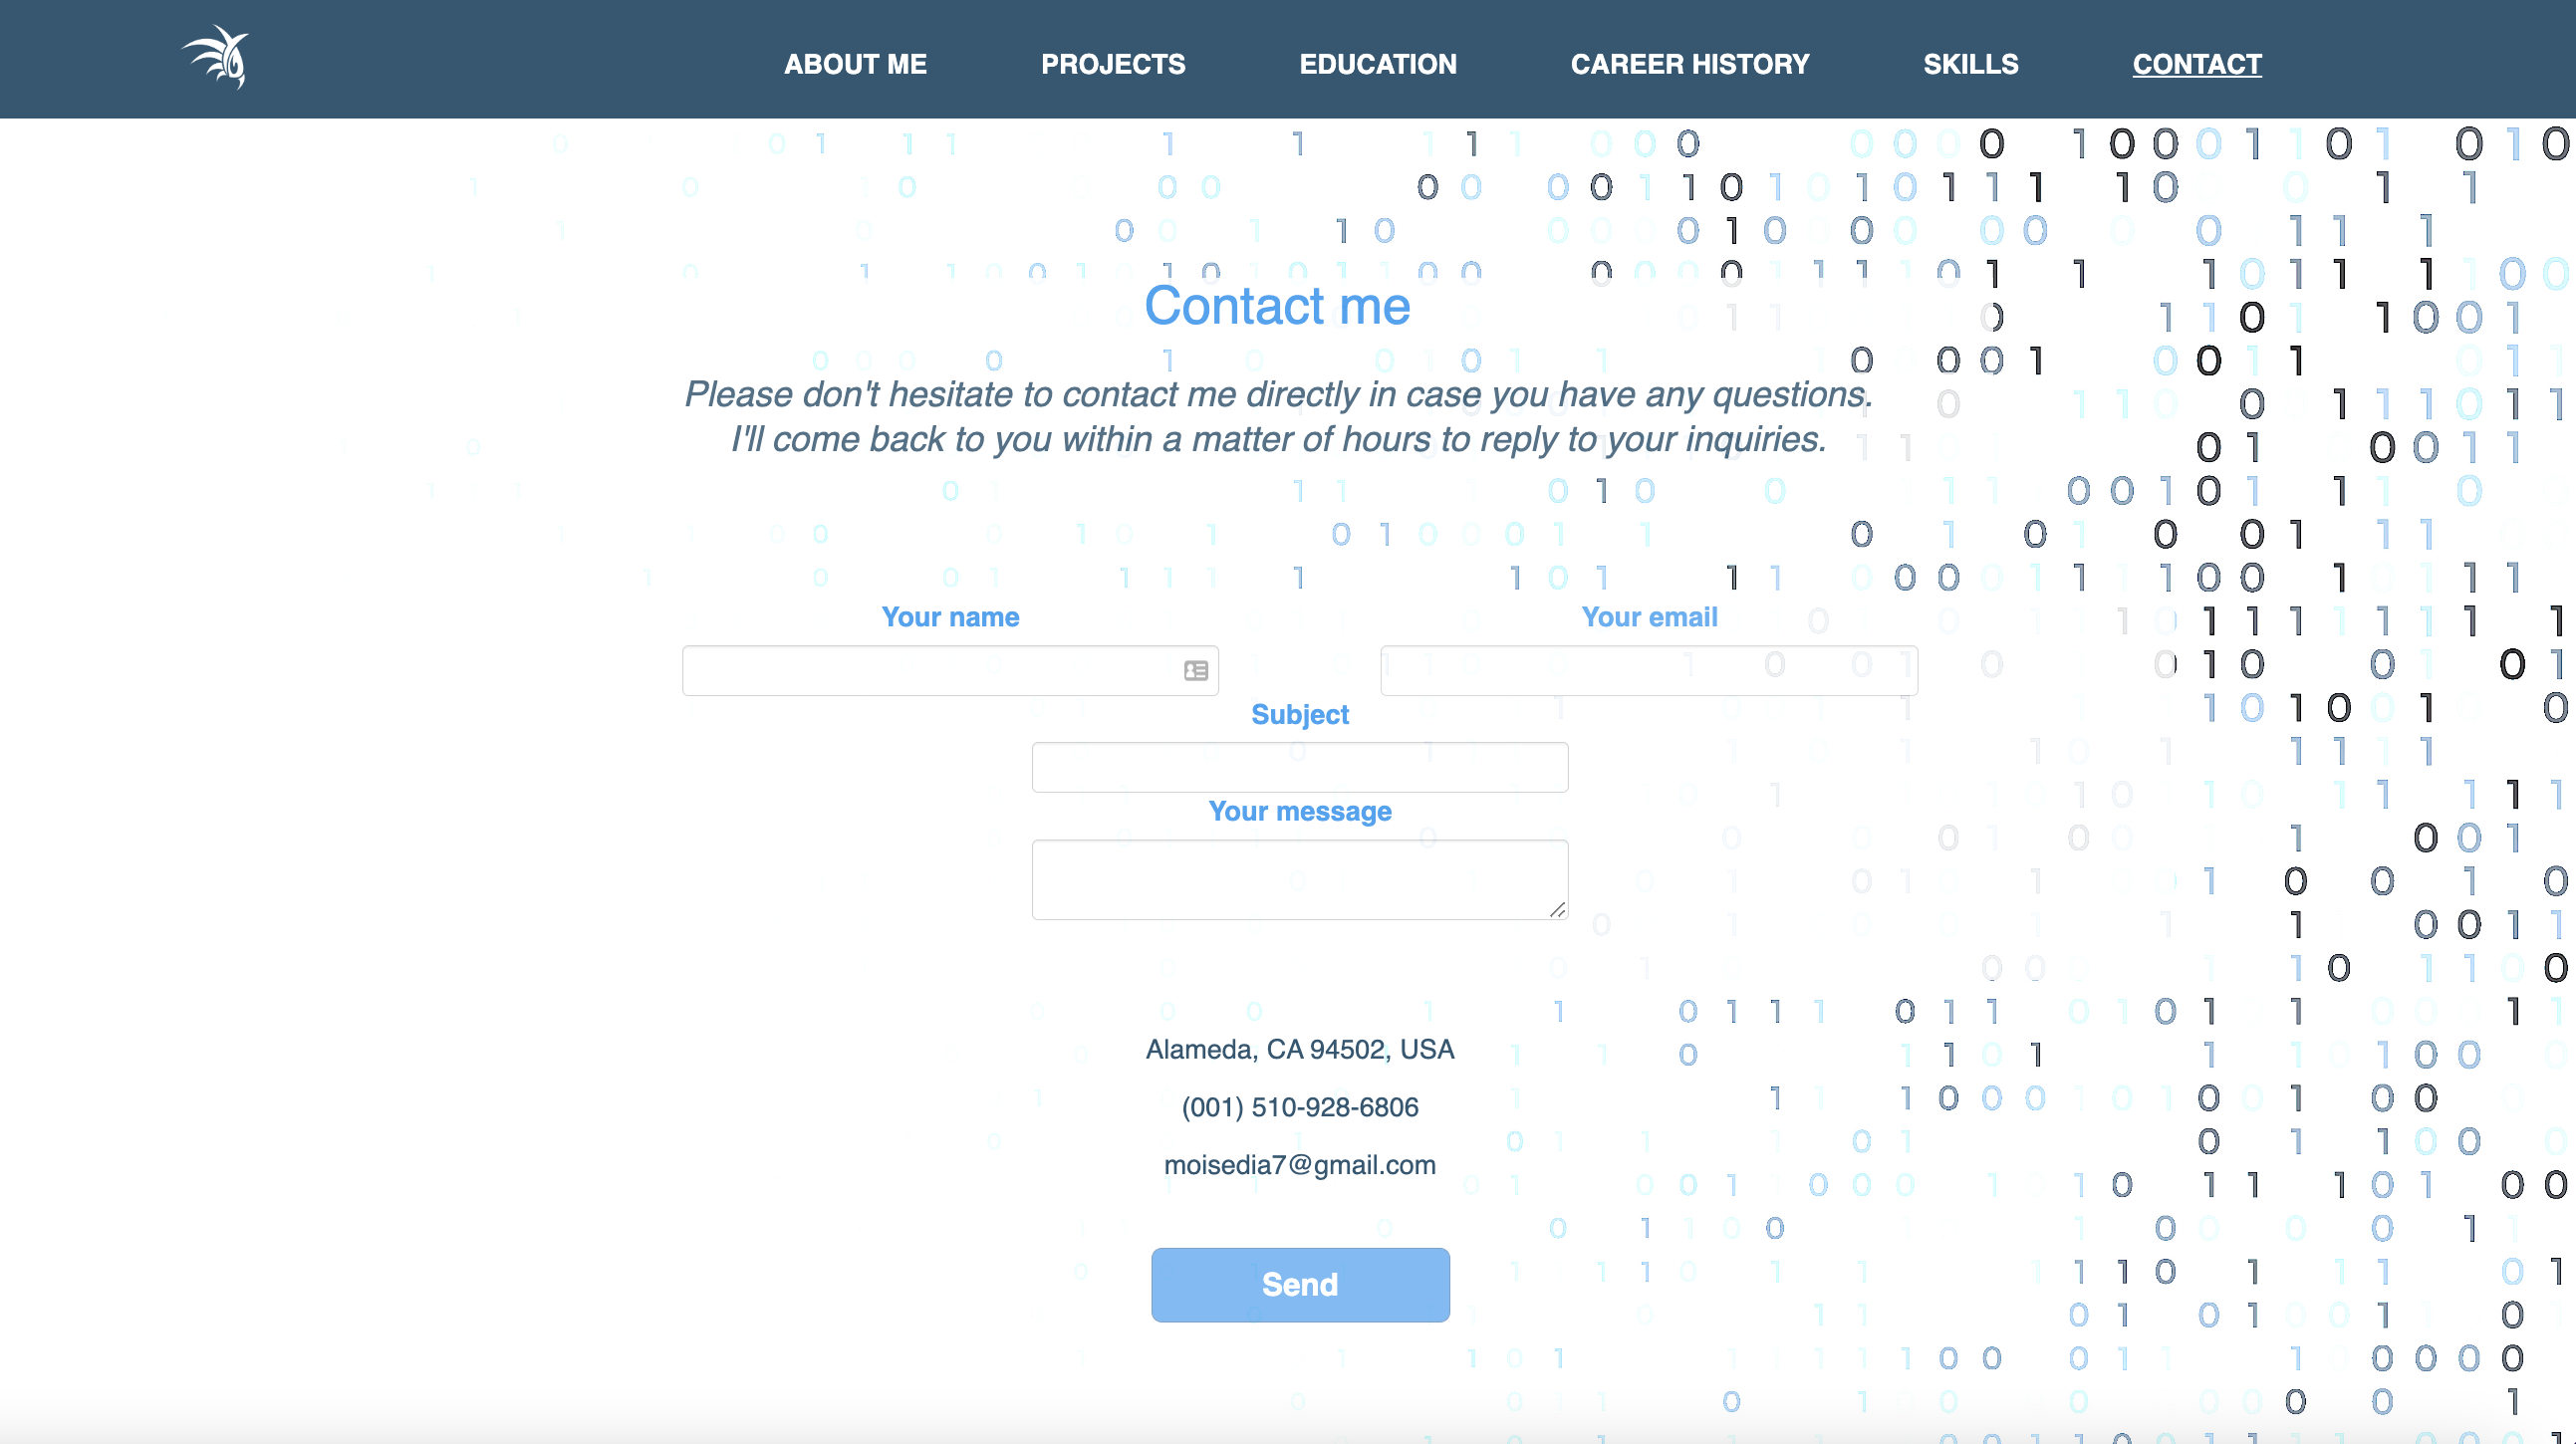 ABOUT ME PROJECTS EDUCATION CAREER HISTORY SKILLS CONTACT
Contact me
Please don't hesitate to contact me directly in case you have any questions.
I'll come back to you within a matter of hours to reply to your inquiries.
Your name Your email
Subject
Your message
Alameda, CA 94502, USA
(001) 510-928-6806
moisedia7@gmail.com
Send